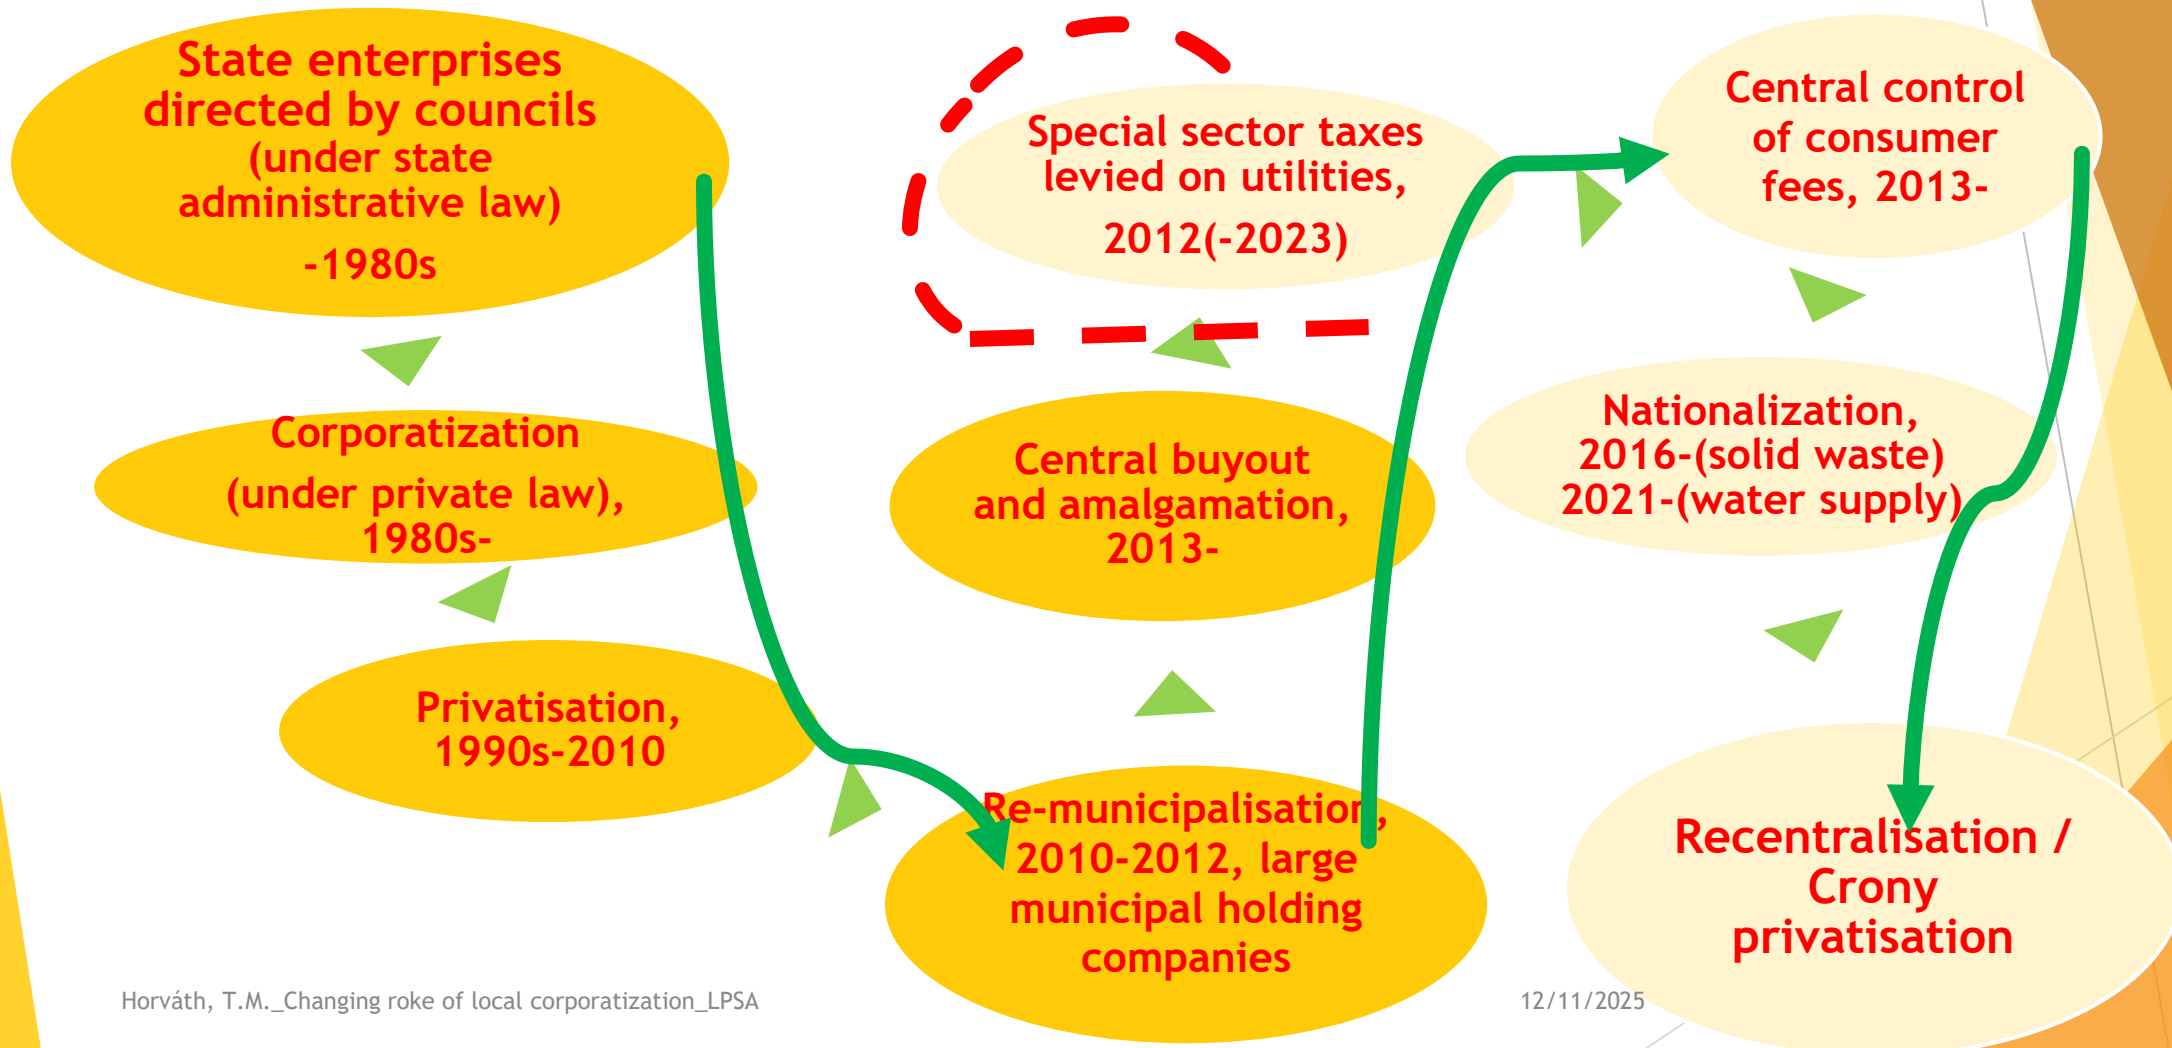 State enterprises
directed by councils
(under state
administrative law)
-1980s
Corporatization
(under private law),
1980s-
Privatisation,
1990s-2010
Re-municipalisation,
2010-2012, large
municipal holding
companies
Central buyout
and amalgamation,
2013-
Special sector taxes
levied on utilities,
2012(-2023)
Central control
of consumer
fees, 2013-
Nationalization,
2016-(solid waste)
2021-(water supply)
Recentralisation /
Crony
privatisation
Horváth, T.M._Changing roke of local corporatization_LPSA
12/11/2025